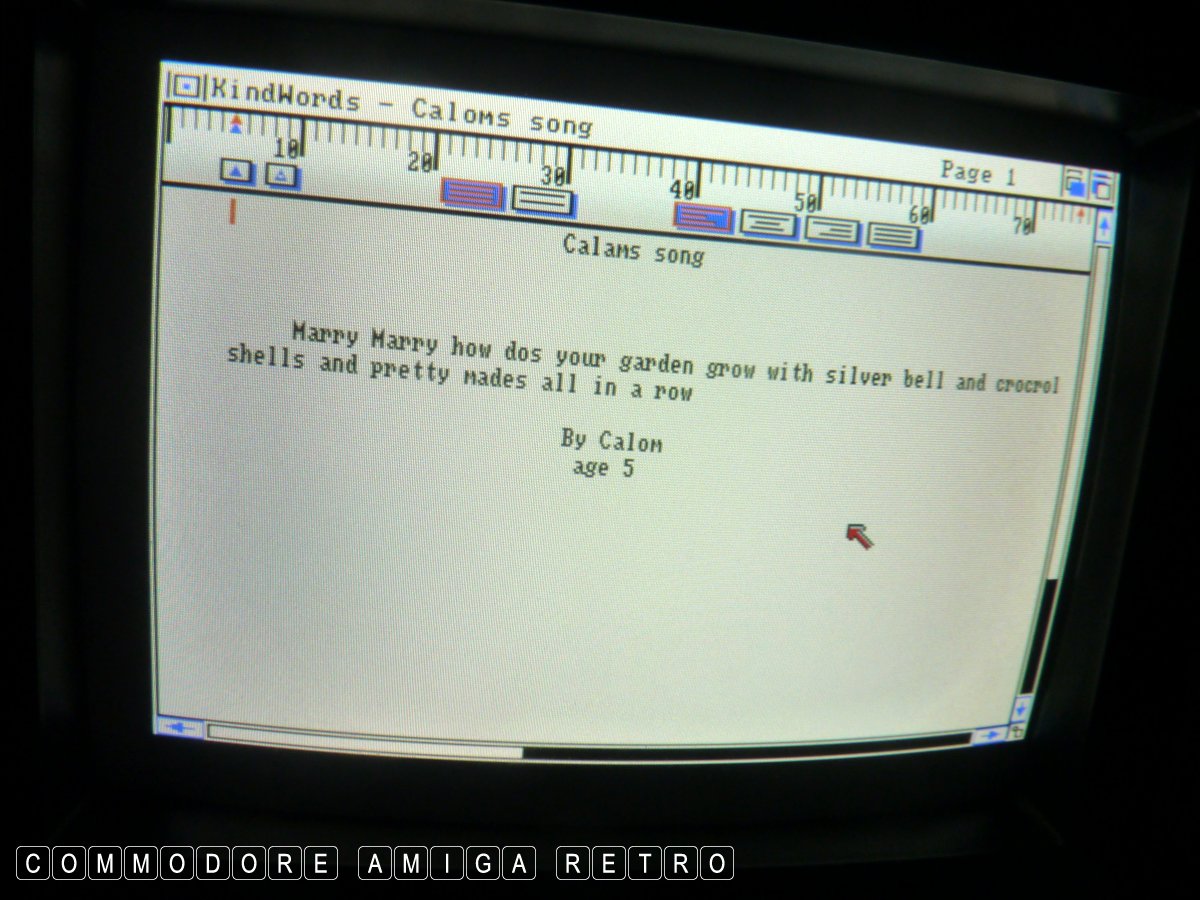 KindWords - Caloms song
Page 1
10 20 30 40 50 60 70
Calams song
Marry Marry how dos your garden grow with silver bell and crocrol
shells and pretty mades all in a row
By Calom
age 5
COMMODORE AMIGA RETRO